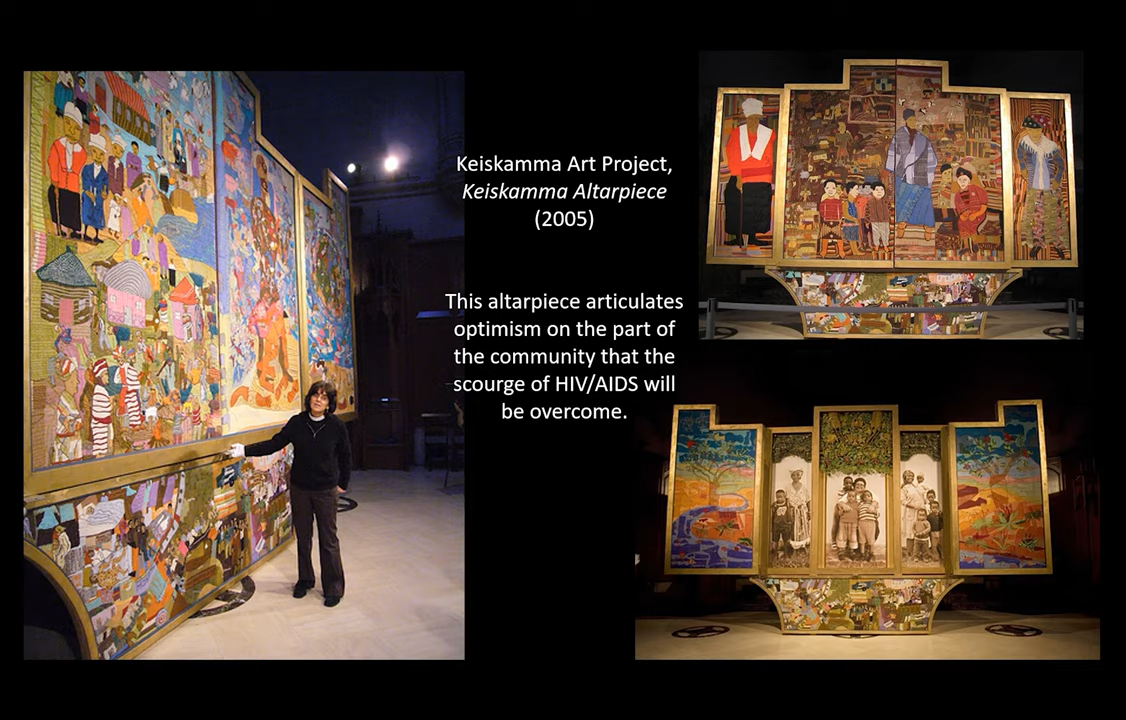 Keiskamma Art Project,
Keiskamma Altarpiece
(2005)
This altarpiece articulates
optimism on the part of
the community that the
scourge of HIV/AIDS will
be overcome.